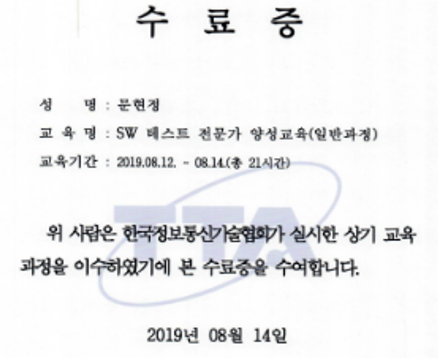 수 료 증
성 명 : 문현정
교 육 명 : SW 테스트 전문가 양성교육(일반과정)
교육기간 : 2019.08.12. - 08.14.(총 21시간)
TTA
위 사람은 한국정보통신기술협회가 실시한 상기 교육
과정을 이수하였기에 본 수료증을 수여합니다.
2019년 08월 14일